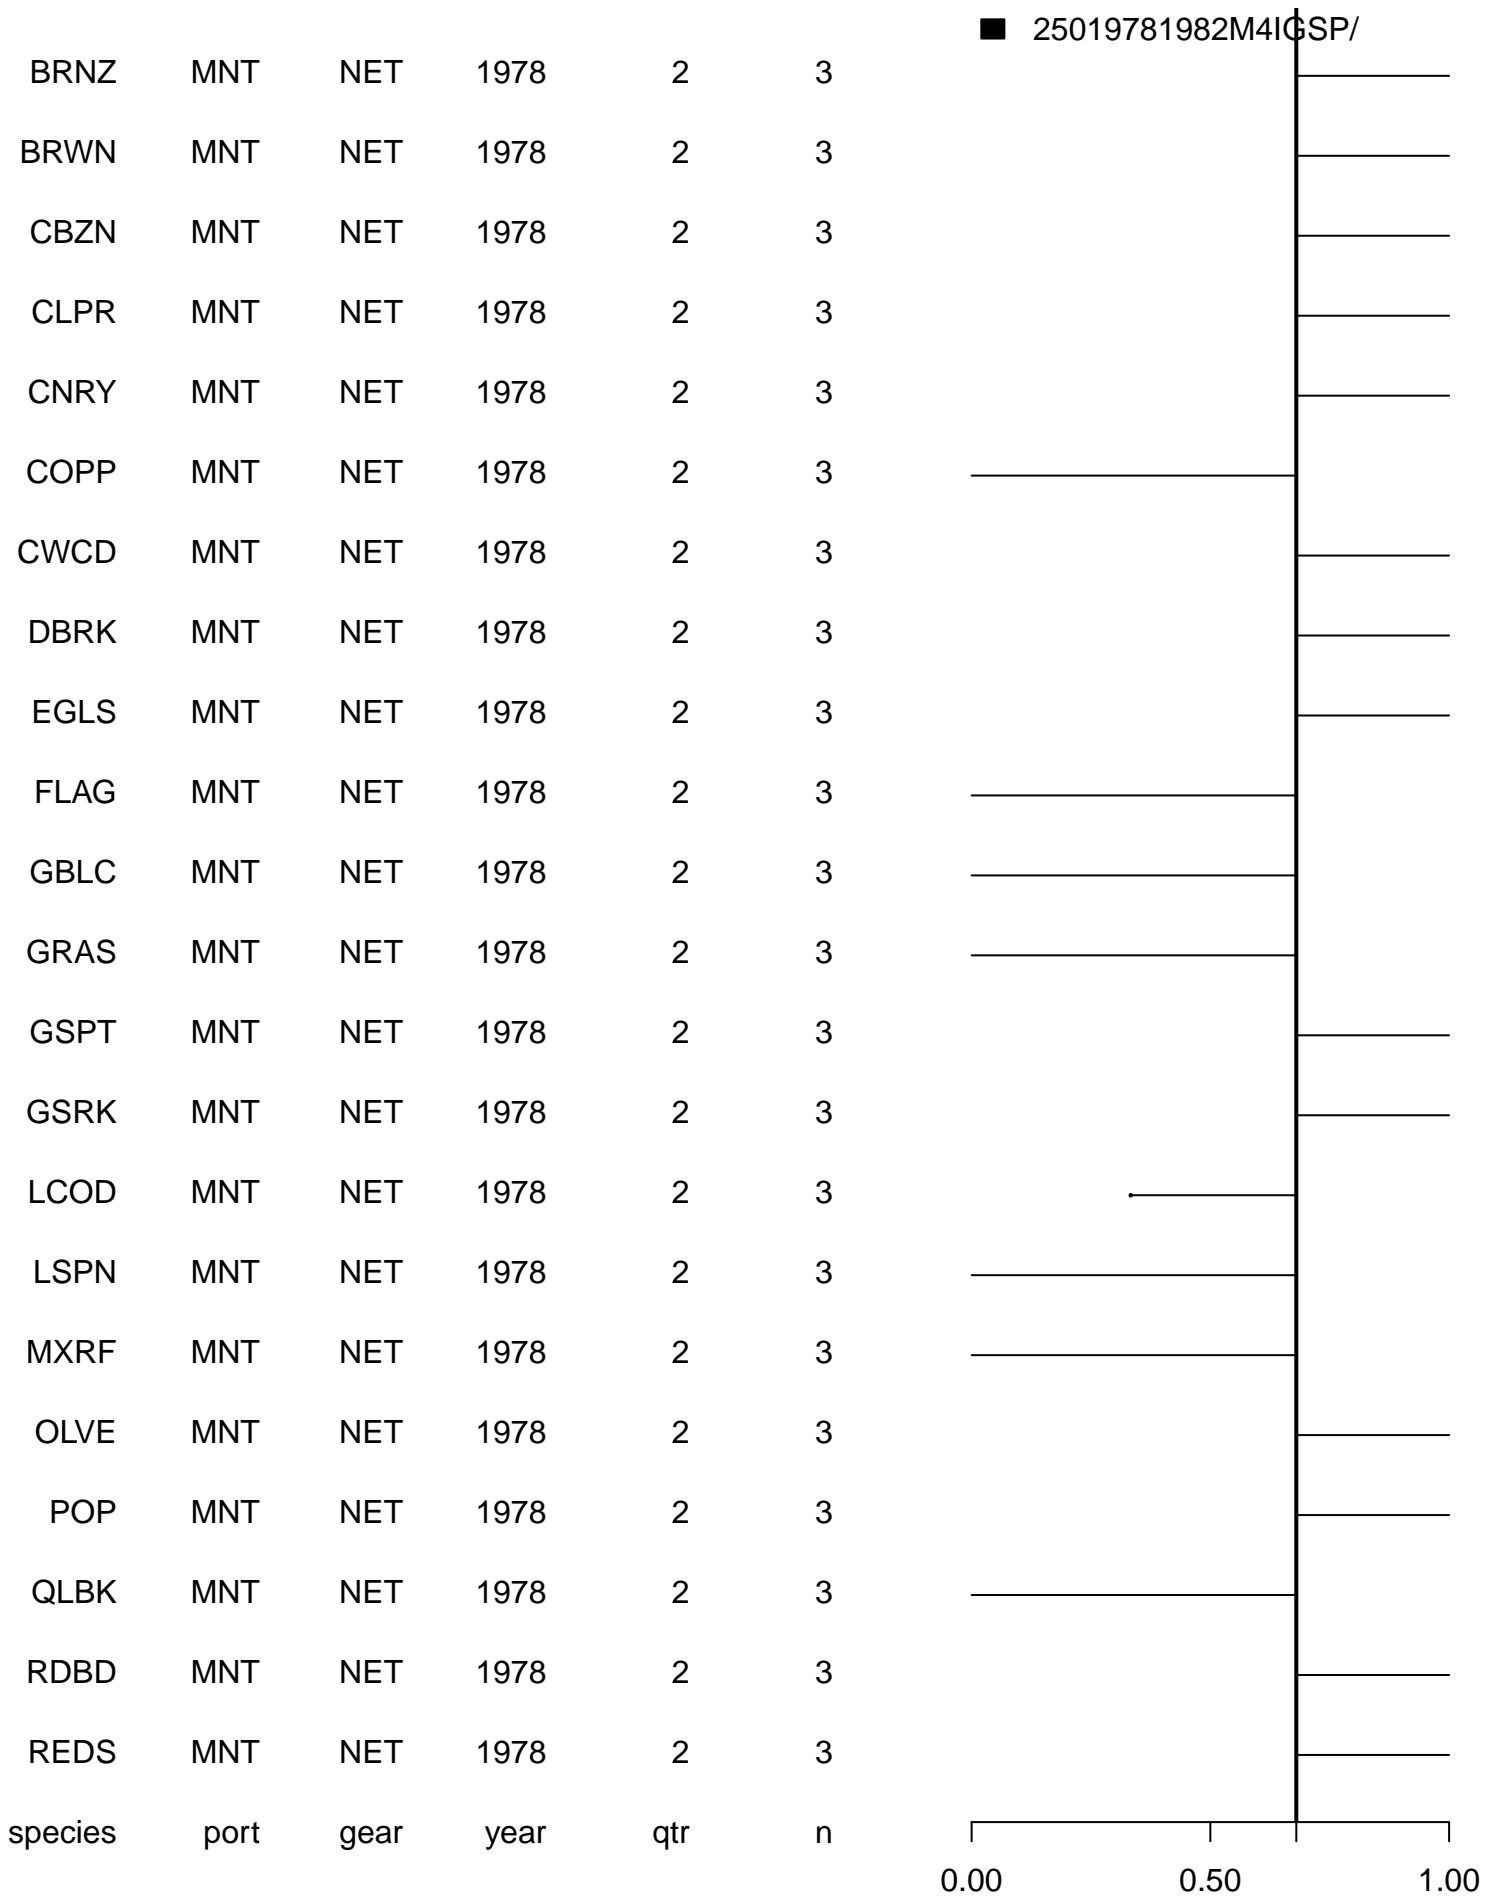 25019781982M4IGSP/
BRNZ MNT NET 1978 2 3
BRWN MNT NET 1978 2 3
CBZN MNT NET 1978 2 3
CLPR MNT NET 1978 2 3
CNRY MNT NET 1978 2 3
COPP MNT NET 1978 2 3
CWCD MNT NET 1978 2 3
DBRK MNT NET 1978 2 3
EGLS MNT NET 1978 2 3
FLAG MNT NET 1978 2 3
GBLC MNT NET 1978 2 3
GRAS MNT NET 1978 2 3
GSPT MNT NET 1978 2 3
GSRK MNT NET 1978 2 3
LCOD MNT NET 1978 2 3
LSPN MNT NET 1978 2 3
MXRF MNT NET 1978 2 3
OLVE MNT NET 1978 2 3
POP MNT NET 1978 2 3
QLBK MNT NET 1978 2 3
RDBD MNT NET 1978 2 3
REDS MNT NET 1978 2 3
species port gear year qtr n
0.00 0.50 1.00